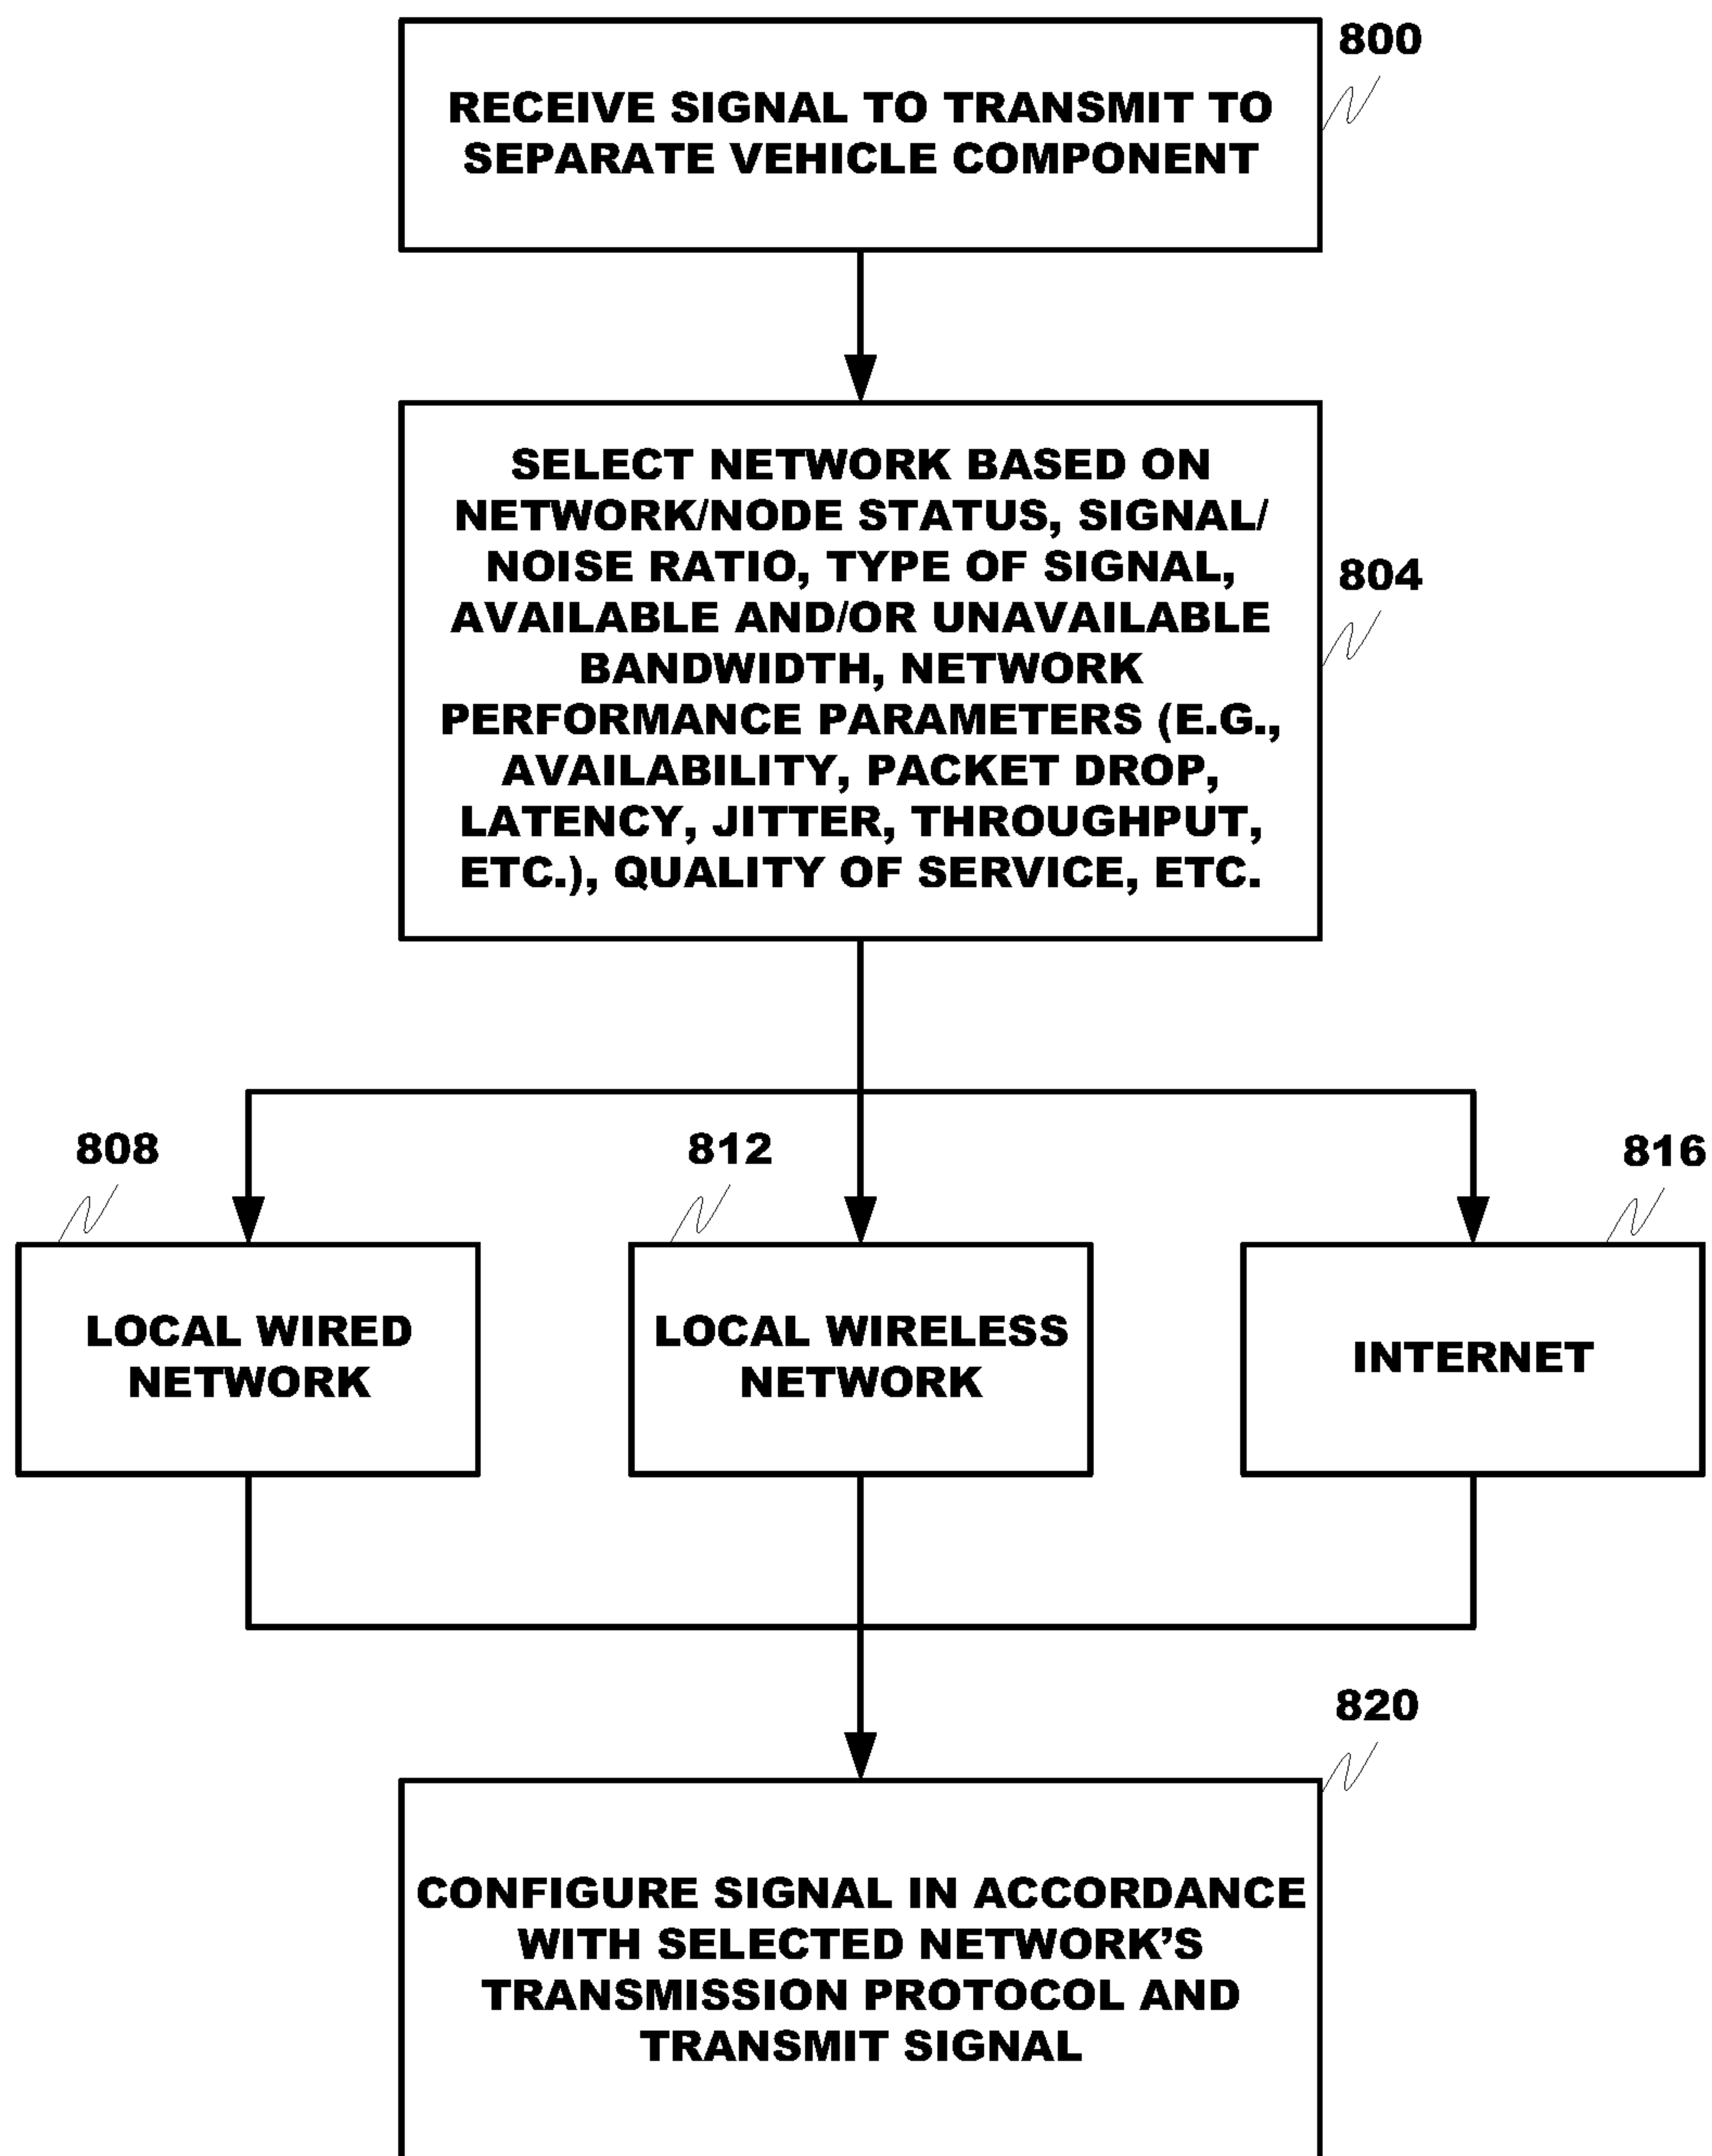 800
RECEIVE SIGNAL TO TRANSMIT TO
SEPARATE VEHICLE COMPONENT
SELECT NETWORK BASED ON
NETWORK/NODE STATUS, SIGNAL/
NOISE RATIO, TYPE OF SIGNAL,
AVAILABLE AND/OR UNAVAILABLE
BANDWIDTH, NETWORK
PERFORMANCE PARAMETERS (E.G.,
AVAILABILITY, PACKET DROP,
LATENCY, JITTER, THROUGHPUT,
ETC.), QUALITY OF SERVICE, ETC.
804
808
812
816
LOCAL WIRED
NETWORK
LOCAL WIRELESS
NETWORK
INTERNET
820
CONFIGURE SIGNAL IN ACCORDANCE
WITH SELECTED NETWORK'S
TRANSMISSION PROTOCOL AND
TRANSMIT SIGNAL